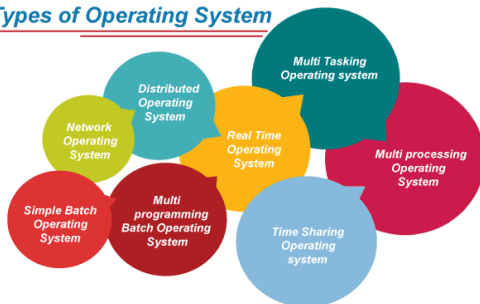 Types of Operating System
Multi Tasking
Operating system
Distributed
Operating
System
Network
Operating
System
Real Time
Operating
System
Multi processing
Operating
System
Simple Batch
Operating
System
Multi
programming
Batch Operating
System
Time Sharing
Operating
system